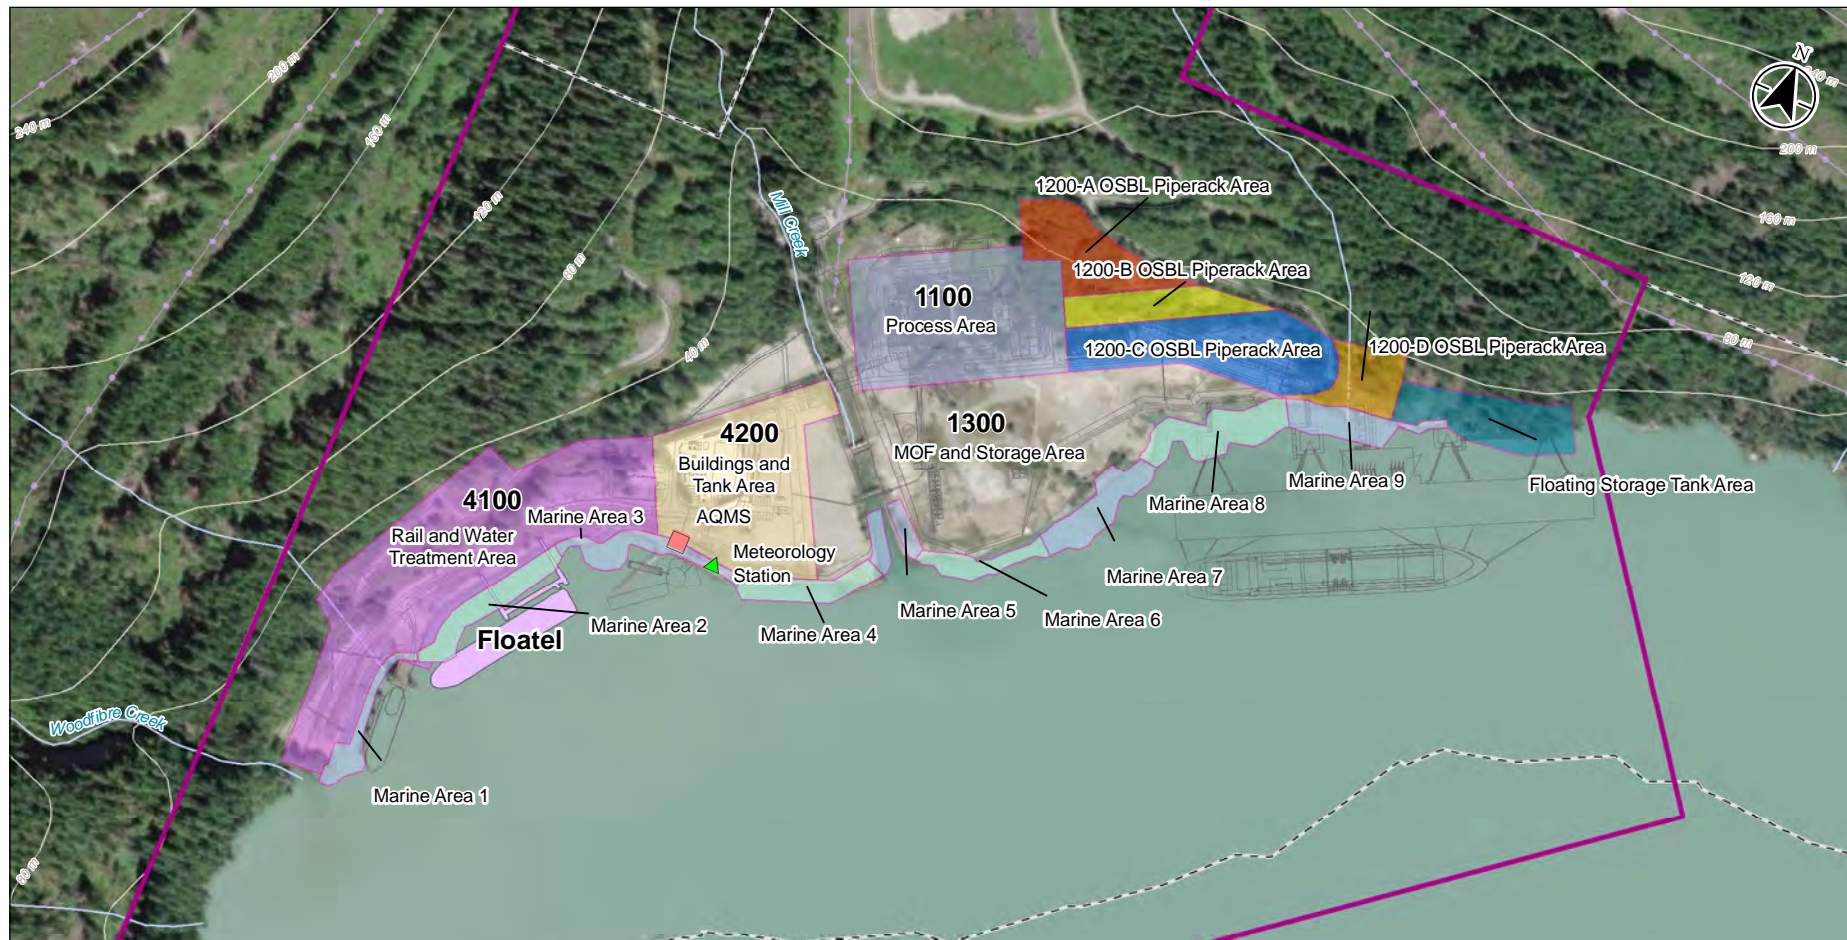 N
200 m
240 m
240 m
160 m
200 m
120 m
1200-A OSBL Piperack Area
Mill Creek
160 m
80 m
1200-B OSBL Piperack Area
120 m
1100
Process Area
80 m
40 m
1200-C OSBL Piperack Area
1200-D OSBL Piperack Area
4200
1300
Buildings and
Tank Area
MOF and Storage Area
4100
Marine Area 9
Floating Storage Tank Area
Marine Area 8
Marine Area 3
AQMS
Rail and Water
Treatment Area
Meteorology
Station
Marine Area 7
Marine Area 5
Marine Area 6
Marine Area 2
Marine Area 4
Floatel
Woodfibre Creek
Marine Area 1
80 m